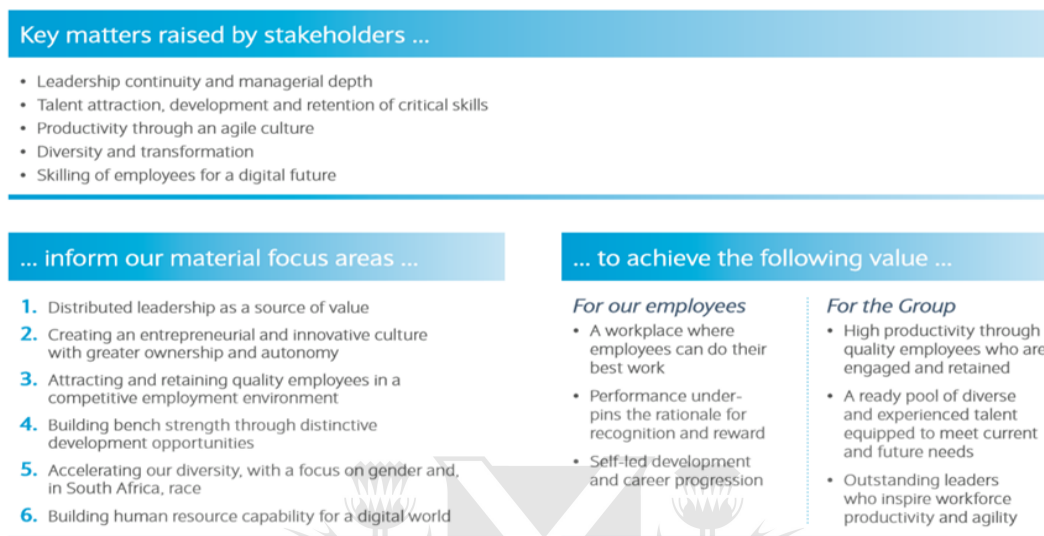 Key matters raised by stakeholders ...
• Leadership continuity and managerial depth
• Talent attraction, development and retention of critical skills
• Productivity through an agile culture
• Diversity and transformation
• Skilling of employees for a digital future
... inform our material focus areas ...
1. Distributed leadership as a source of value
2. Creating an entrepreneurial and innovative culture
with greater ownership and autonomy
3. Attracting and retaining quality employees in a
competitive employment environment
4. Building bench strength through distinctive
development opportunities
5. Accelerating our diversity, with a focus on gender and,
in South Africa, race
6. Building human resource capability for a digital world
... to achieve the following value ...
For our employees
• A workplace where
employees can do their
best work
• Performance under-
pins the rationale for
recognition and reward
• Self-led development
and career progression
For the Group
• High productivity through
quality employees who are
engaged and retained
• A ready pool of diverse
and experienced talent
equipped to meet current
and future needs
• Outstanding leaders
who inspire workforce
productivity and agility